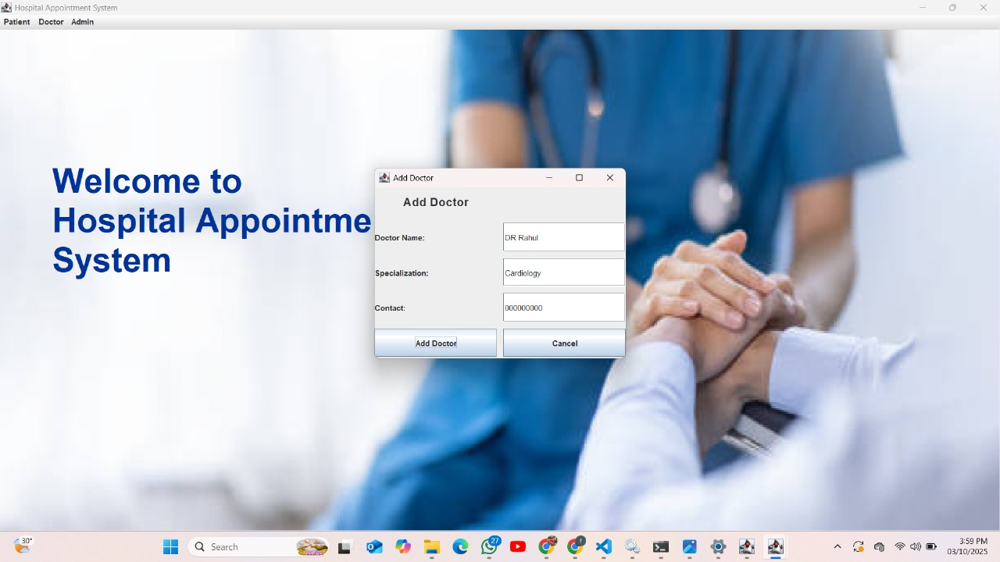 Hospital Appointment System
Patient Doctor Admin
Welcome to
Hospital Appointme
System
Add Doctor
Add Doctor
Doctor Name: DR Rahul
Specialization: Cardiology
Contact: 000000000
Add Doctor Cancel
30°
Search
27
3:59 PM
03/10/2025